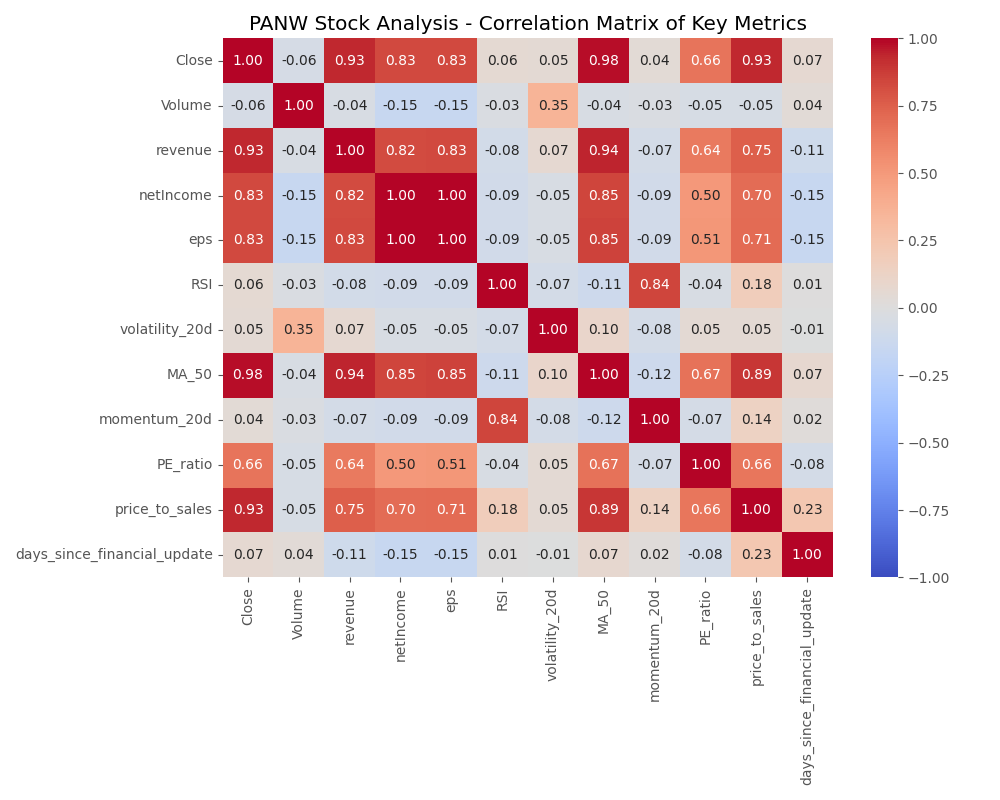 PANW Stock Analysis - Correlation Matrix of Key Metrics
Close 1.00 -0.06 0.93 0.83 0.83 0.06 0.05 0.98 0.04 0.66 0.93 0.07
Volume -0.06 1.00 -0.04 -0.15 -0.15 -0.03 0.35 -0.04 -0.03 -0.05 -0.05 0.04
revenue 0.93 -0.04 1.00 0.82 0.83 -0.08 0.07 0.94 -0.07 0.64 0.75 -0.11
netIncome 0.83 -0.15 0.82 1.00 1.00 -0.09 -0.05 0.85 -0.09 0.50 0.70 -0.15
eps 0.83 -0.15 0.83 1.00 1.00 -0.09 -0.05 0.85 -0.09 0.51 0.71 -0.15
RSI 0.06 -0.03 -0.08 -0.09 -0.09 1.00 -0.07 -0.11 0.84 -0.04 0.18 0.01
volatility_20d 0.05 0.35 0.07 -0.05 -0.05 -0.07 1.00 0.10 -0.08 0.05 0.05 -0.01
MA_50 0.98 -0.04 0.94 0.85 0.85 -0.11 0.10 1.00 -0.12 0.67 0.89 0.07
momentum_20d 0.04 -0.03 -0.07 -0.09 -0.09 0.84 -0.08 -0.12 1.00 -0.07 0.14 0.02
PE_ratio 0.66 -0.05 0.64 0.50 0.51 -0.04 0.05 0.67 -0.07 1.00 0.66 -0.08
price_to_sales 0.93 -0.05 0.75 0.70 0.71 0.18 0.05 0.89 0.14 0.66 1.00 0.23
days_since_financial_update 0.07 0.04 -0.11 -0.15 -0.15 0.01 -0.01 0.07 0.02 -0.08 0.23 1.00
Close
Volume
revenue
netIncome
eps
RSI
volatility_20d
MA_50
momentum_20d
PE_ratio
price_to_sales
days_since_financial_update
1.00
0.75
0.50
0.25
0.00
−0.25
−0.50
−0.75
−1.00